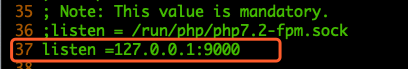 35 ; Note: This value is mandatory.
36 ;listen = /run/php/php7.2-fpm.sock
37 listen =127.0.0.1:9000
38